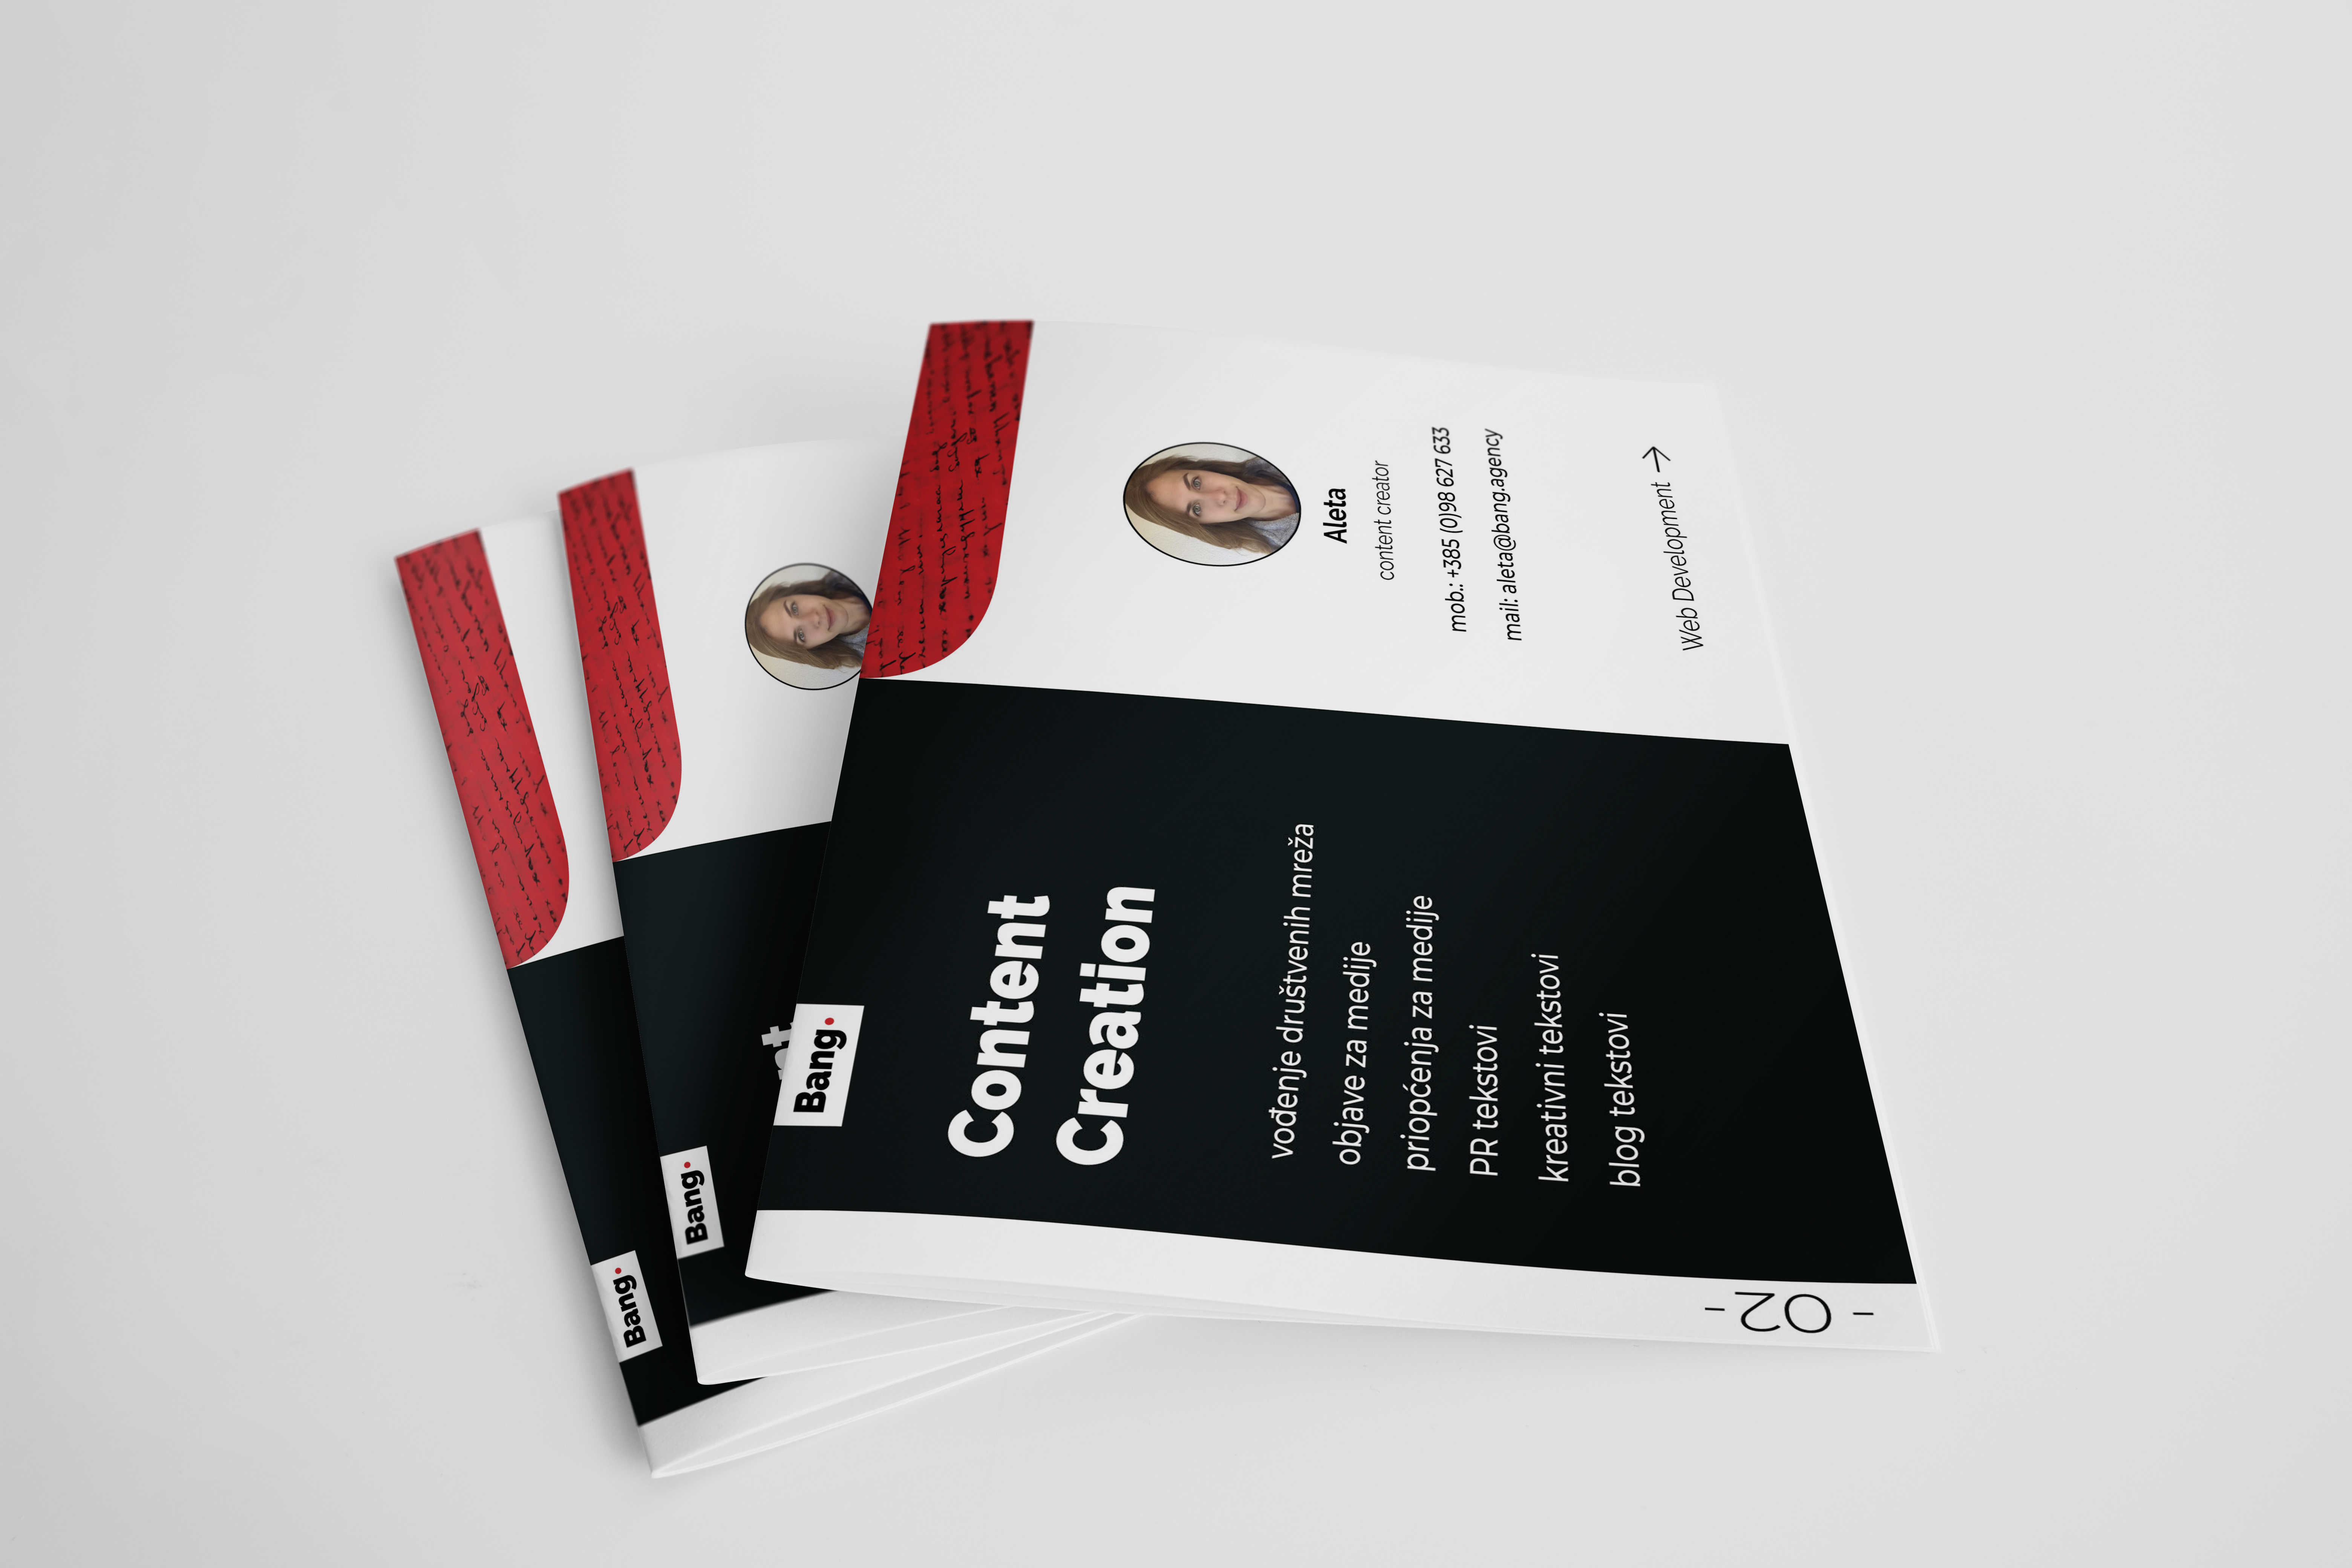 Bang.
Content
Creation
vođenje društvenih mreža
objave za medije
priopćenja za medije
PR tekstovi
kreativni tekstovi
blog tekstovi
Aleta
content creator
mob.: +385 (0)98 627 633
mail: aleta@bang.agency
Web Development →
- 02 -
Bang.
nt
Bang.